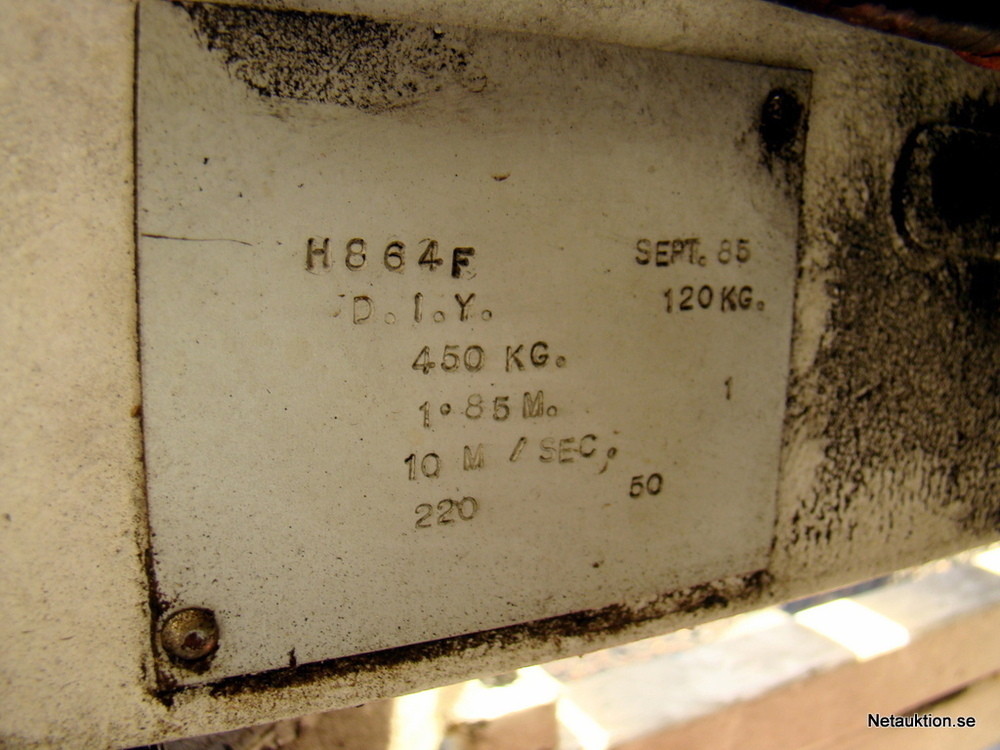 H864F SEPT. 85
D.I.Y. 120KG.
450 KG.
1.85 M. 1
10 M /SEC.
220 50
Netauktion.se